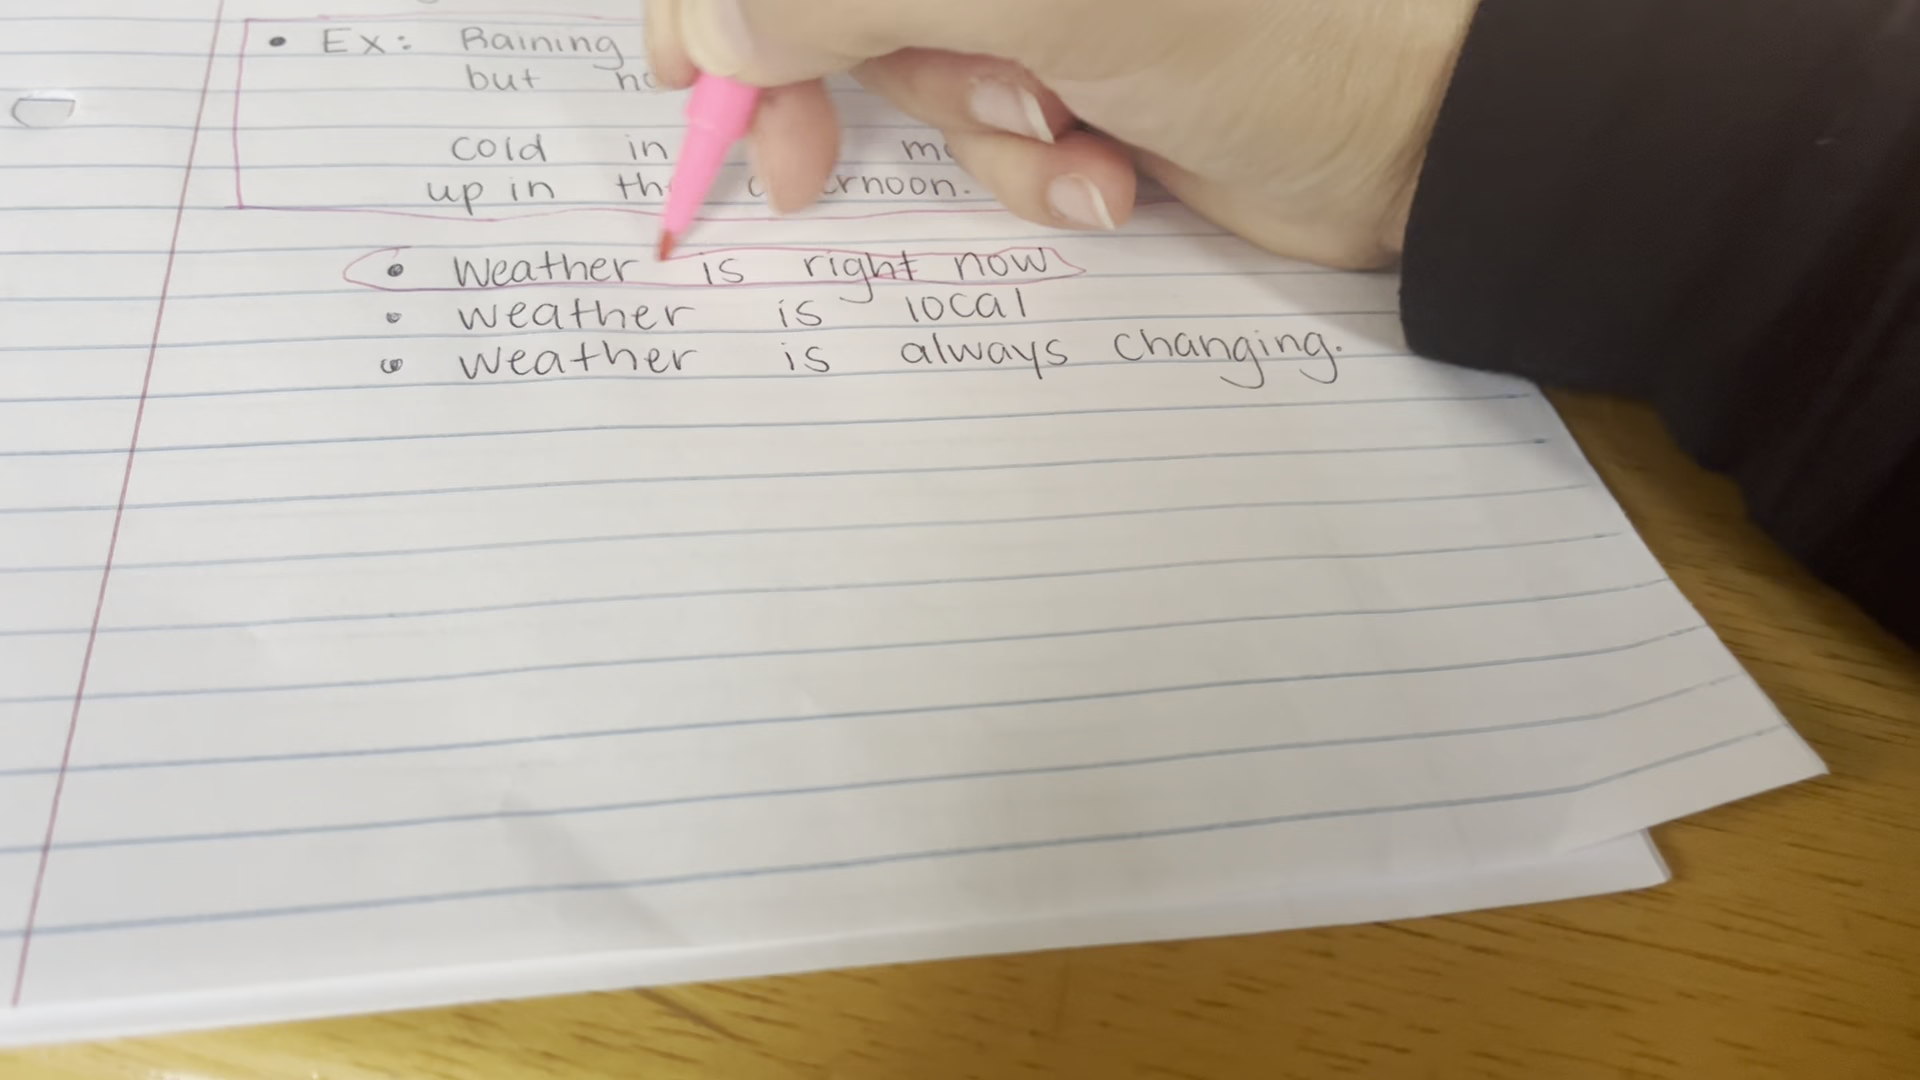 • Ex: Raining
but
cold in
up in
• Weather is right now
• weather is local
• weather is always changing.